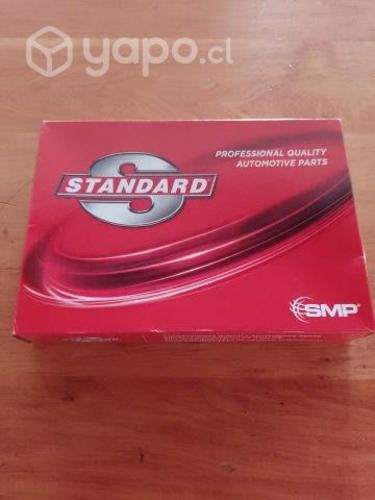 yapo.cl
S
STANDARD®
PROFESSIONAL QUALITY
AUTOMOTIVE PARTS
SMP®